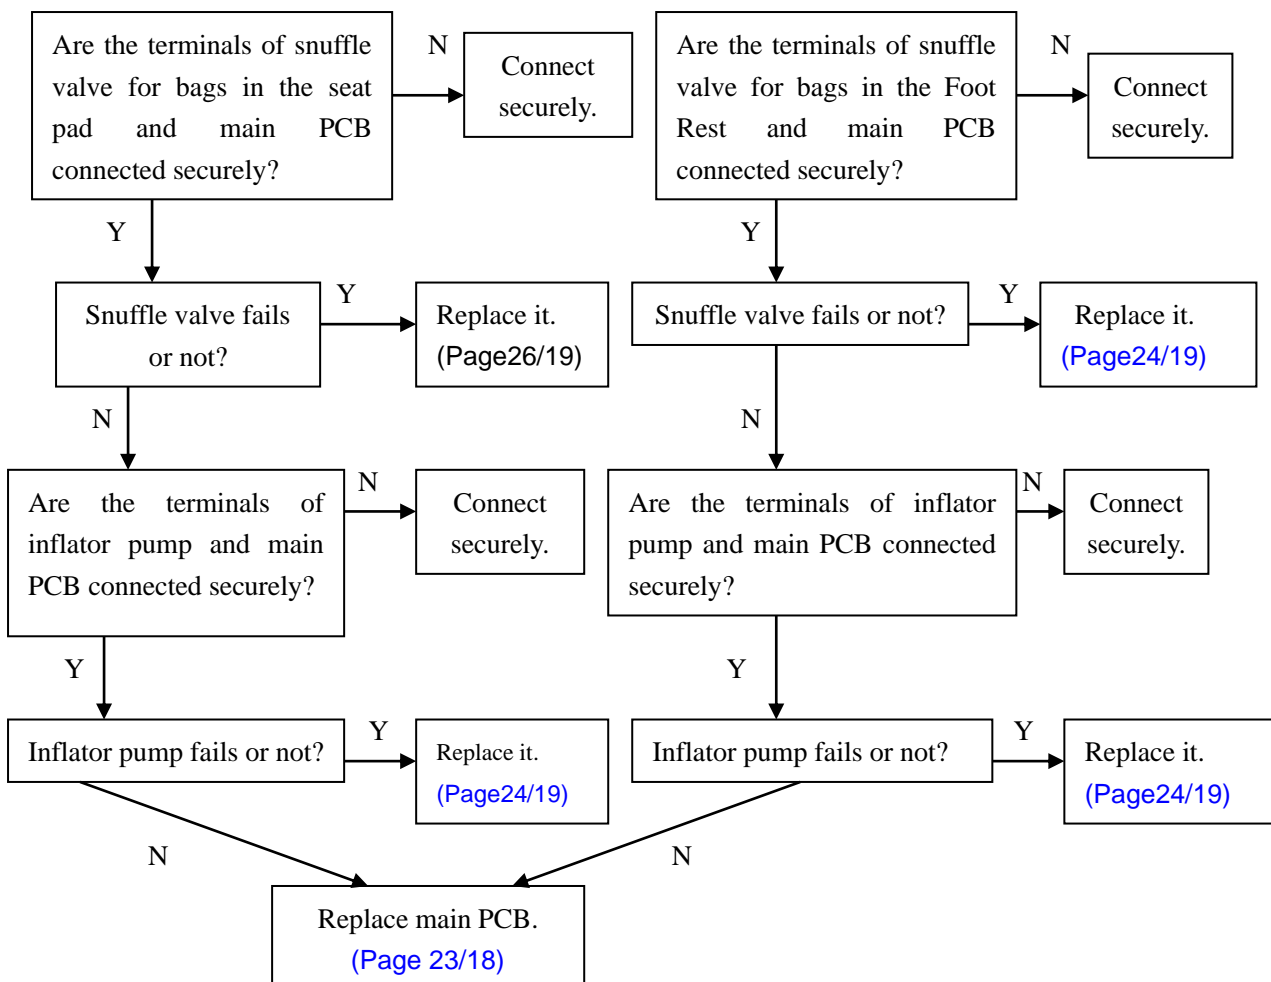 Are the terminals of snuffle
valve for bags in the seat
pad and main PCB
connected securely?
N
Connect
securely.
Y
Snuffle valve fails
or not?
Y
Replace it.
(Page26/19)
N
Are the terminals of
inflator pump and main
PCB connected securely?
N
Connect
securely.
Y
Inflator pump fails or not?
Y
Replace it.
(Page24/19)
N
Are the terminals of snuffle
valve for bags in the Foot
Rest and main PCB
connected securely?
N
Connect
securely.
Y
Snuffle valve fails or not?
Y
Replace it.
(Page24/19)
N
Are the terminals of inflator
pump and main PCB connected
securely?
N
Connect
securely.
Y
Inflator pump fails or not?
Y
Replace it.
(Page24/19)
N
Replace main PCB.
(Page 23/18)